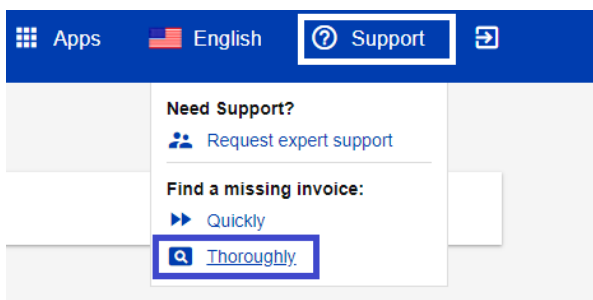 Apps English Support
Need Support?
Request expert support
Find a missing invoice:
Quickly
Thoroughly